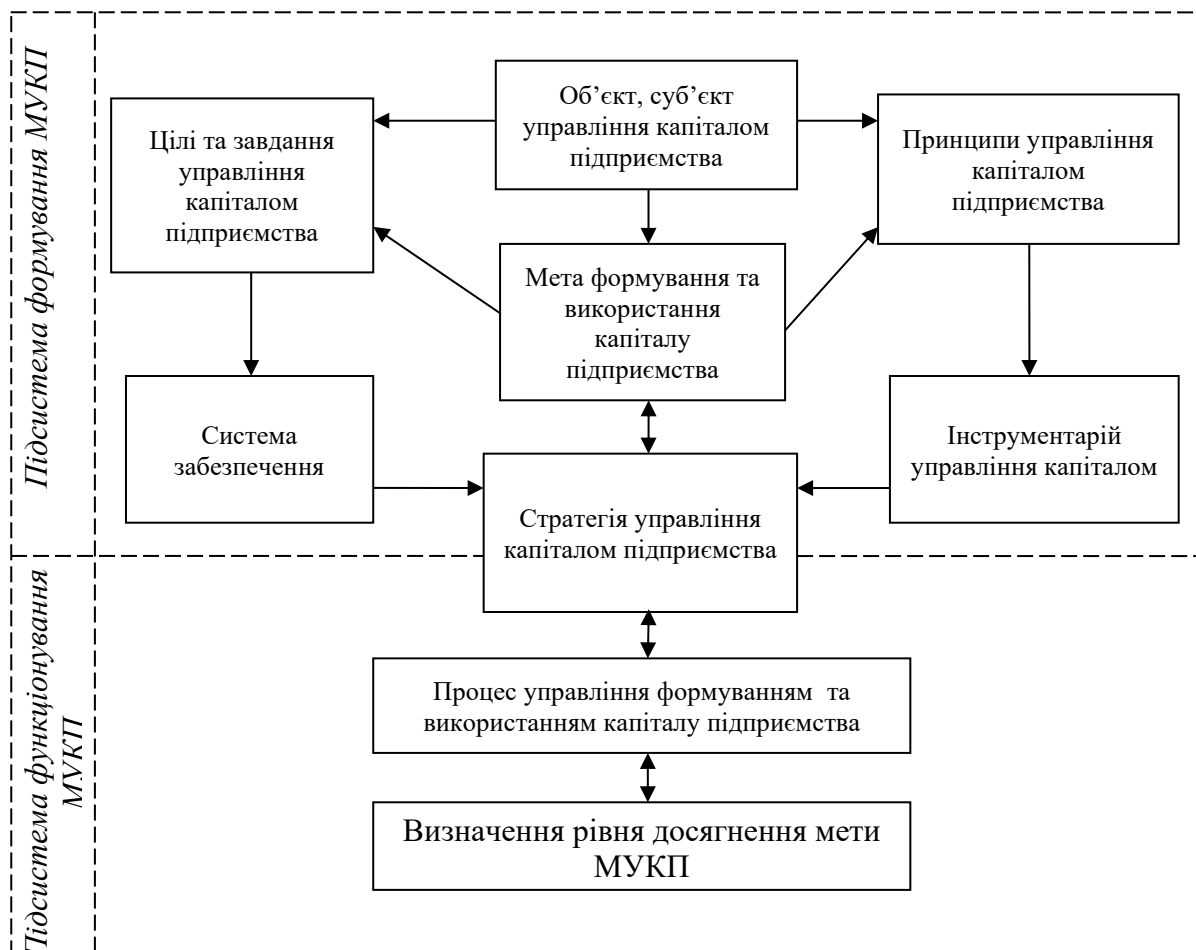 Підсистема формування МУКП
Об’єкт, суб’єкт
управління капіталом
підприємства
Цілі та завдання
управління
капіталом
підприємства
Принципи управління
капіталом
підприємства
Мета формування та
використання
капіталу
підприємства
Система
забезпечення
Інструментарій
управління капіталом
Стратегія управління
капіталом підприємства
Підсистема функціонування
МУКП
Процес управління формуванням та
використанням капіталу підприємства
Визначення рівня досягнення мети
МУКП